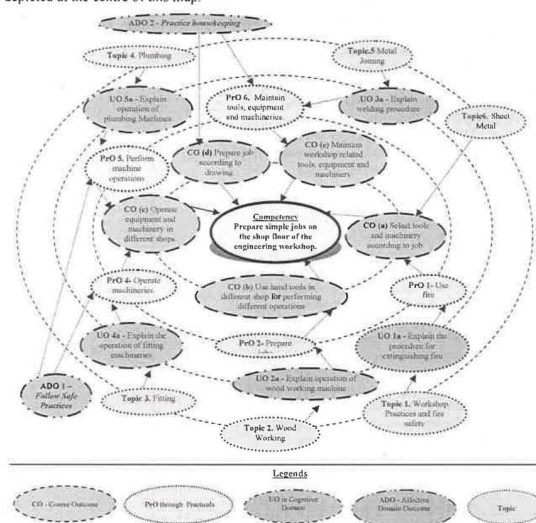 depicted at the centre of this map.
ADO 2 - Practice housekeeping
Topic 4. Plumbing
Topic.5 Metal
Joining
UO 5a - Explain
operation of
plumbing Machines
PrO 6, Maintain
tools, equipment
and machineries.
UO 3a - Explain
welding procedure
Topic6. Sheet
Metal
PrO 5. Perform
machine
operations
CO (d) Prepare job
according to
drawing
CO (e) Maintain
workshop related
tools, equipment and
machinery
CO (c) Operate
equipment and
machinery in
different shops
Competency
Prepare simple jobs on
the shop floor of the
engineering workshop.
CO (a) Select tools
and machinery
according to job
PrO 4- Operate
machineries.
CO (b) Use hand tools in
different shop for performing
different operations
PrO 1- Use
fire
UO 4a - Explain the
operation of fitting
machineries
PrO 2- Prepare
UO 1a - Explain the
procedure for
extinguishing fire
ADO 1 –
Follow Safe
Practices
UO 2a - Explain operation of
wood working machine
Topic 3. Fitting
Topic 1. Workshop
Practices and fire
safety
Topic 2. Wood
Working
Legends
CO - Course Outcome
PrO through Practicals
UO in Cognitive
Domain
ADO - Affective
Domain Outcome
Topic